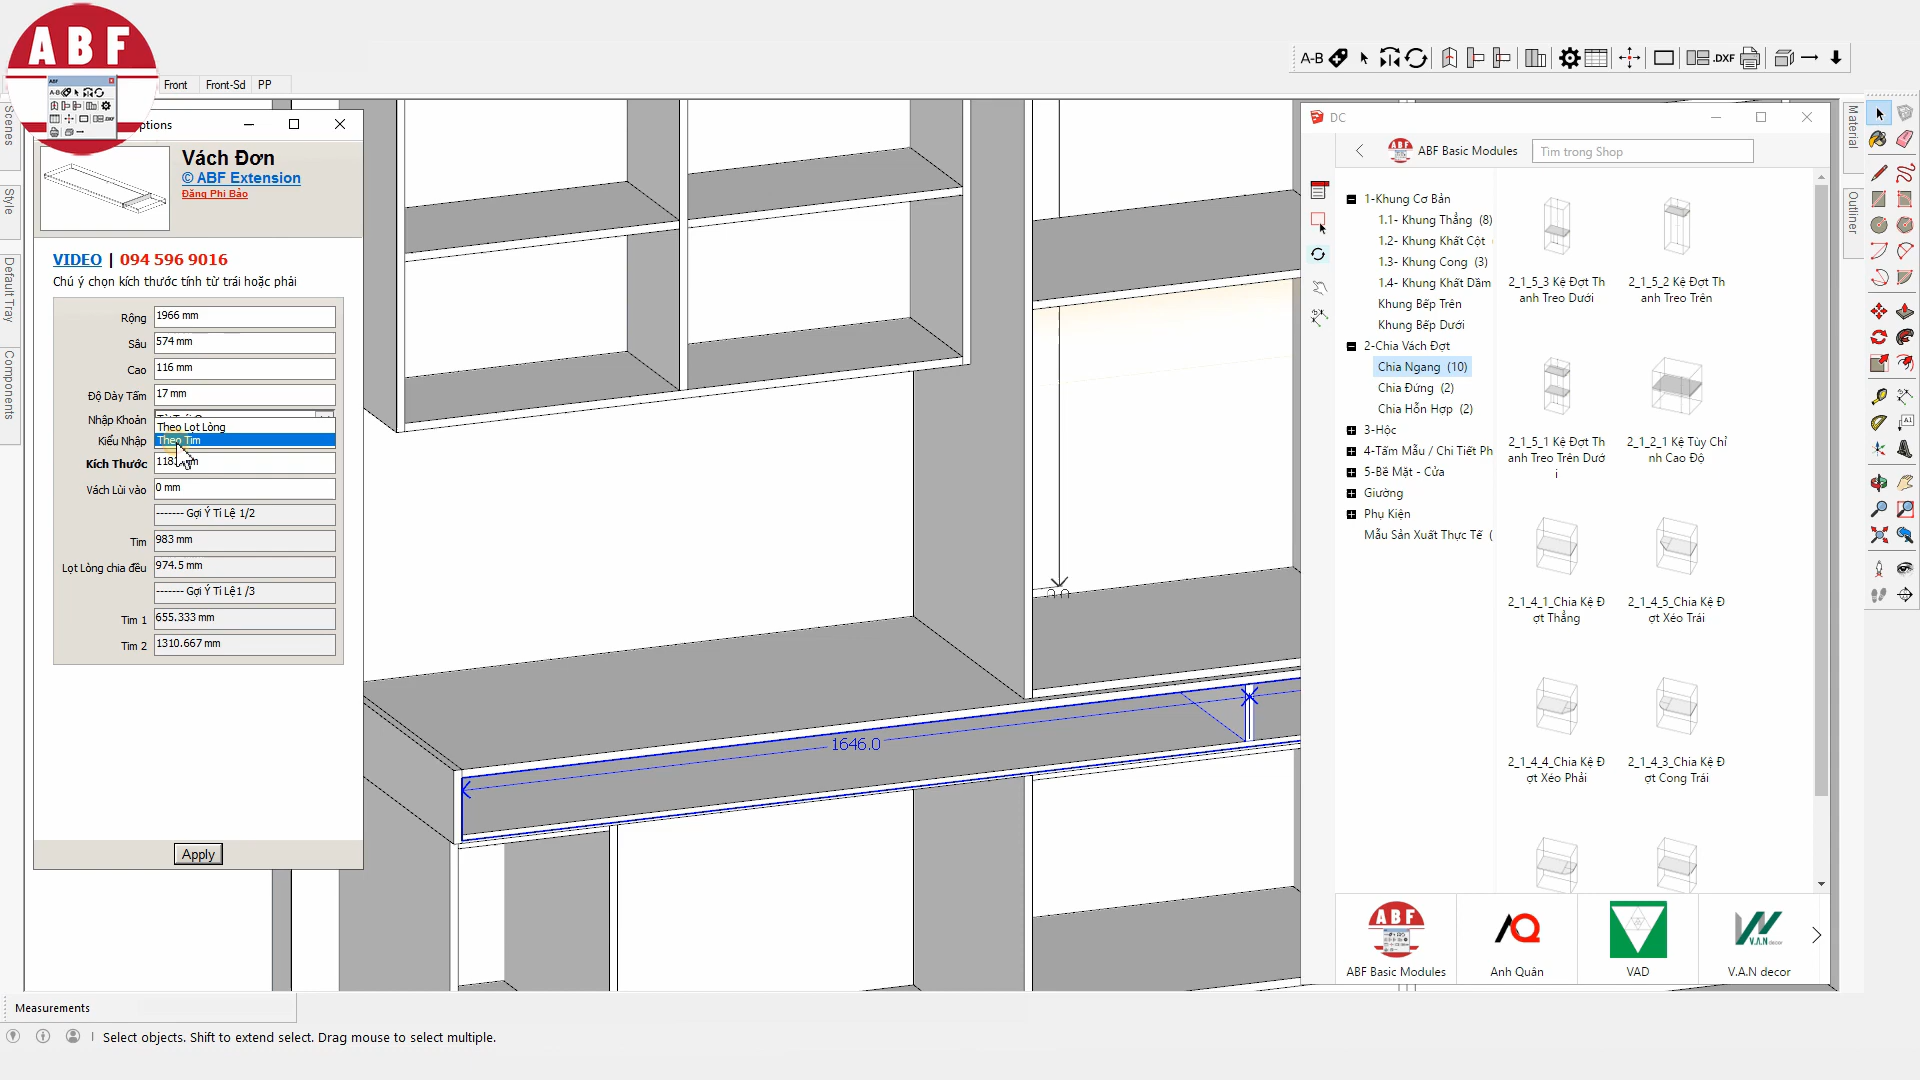 ABF
A-B
DXF
Front
Front-Sd
PP
ptions
Vách Đơn
© ABF Extension
Đặng Phi Bảo
VIDEO | 094 596 9016
Chú ý chọn kích thước tính từ trái hoặc phải
Rộng 1966 mm
Sâu 574 mm
Cao 116 mm
Độ Dày Tấm 17 mm
Nhập Khoản
Theo Lọt Lòng
Kiểu Nhập Theo Tim
Kích Thước
Vách Lùi vào 0 mm
------- Gợi Ý Tỉ Lệ 1/2
Tim 983 mm
Lọt Lòng chia đều 974.5 mm
------- Gợi Ý Tỉ Lệ1 /3
Tim 1 655.333 mm
Tim 2 1310.667 mm
Apply
Scenes
Style
Default Tray
Components
1646.0
DC
ABF Basic Modules
Tìm trong Shop
1-Khung Cơ Bản
1.1- Khung Thẳng (8)
1.2- Khung Khất Cột
1.3- Khung Cong (3)
1.4- Khung Khất Dầm
Khung Bếp Trên
Khung Bếp Dưới
2-Chia Vách Đợt
Chia Ngang (10)
Chia Đứng (2)
Chia Hỗn Hợp (2)
3-Hộc
4-Tấm Mẫu / Chi Tiết Ph
5-Bề Mặt - Cửa
Giường
Phụ Kiện
Mẫu Sản Xuất Thực Tế (
2_1_5_3 Kệ Đợt Th
anh Treo Dưới
2_1_5_2 Kệ Đợt Th
anh Treo Trên
2_1_5_1 Kệ Đợt Th
anh Treo Trên Dướ
i
2_1_2_1 Kệ Tùy Chỉ
nh Cao Độ
2_1_4_1_Chia Kệ Đ
ợt Thẳng
2_1_4_5_Chia Kệ Đ
ợt Xéo Trái
2_1_4_4_Chia Kệ Đ
ợt Xéo Phải
2_1_4_3_Chia Kệ Đ
ợt Cong Trái
ABF Basic Modules
Anh Quân
VAD
V.A.N decor
Material
Outliner
Measurements
Select objects. Shift to extend select. Drag mouse to select multiple.